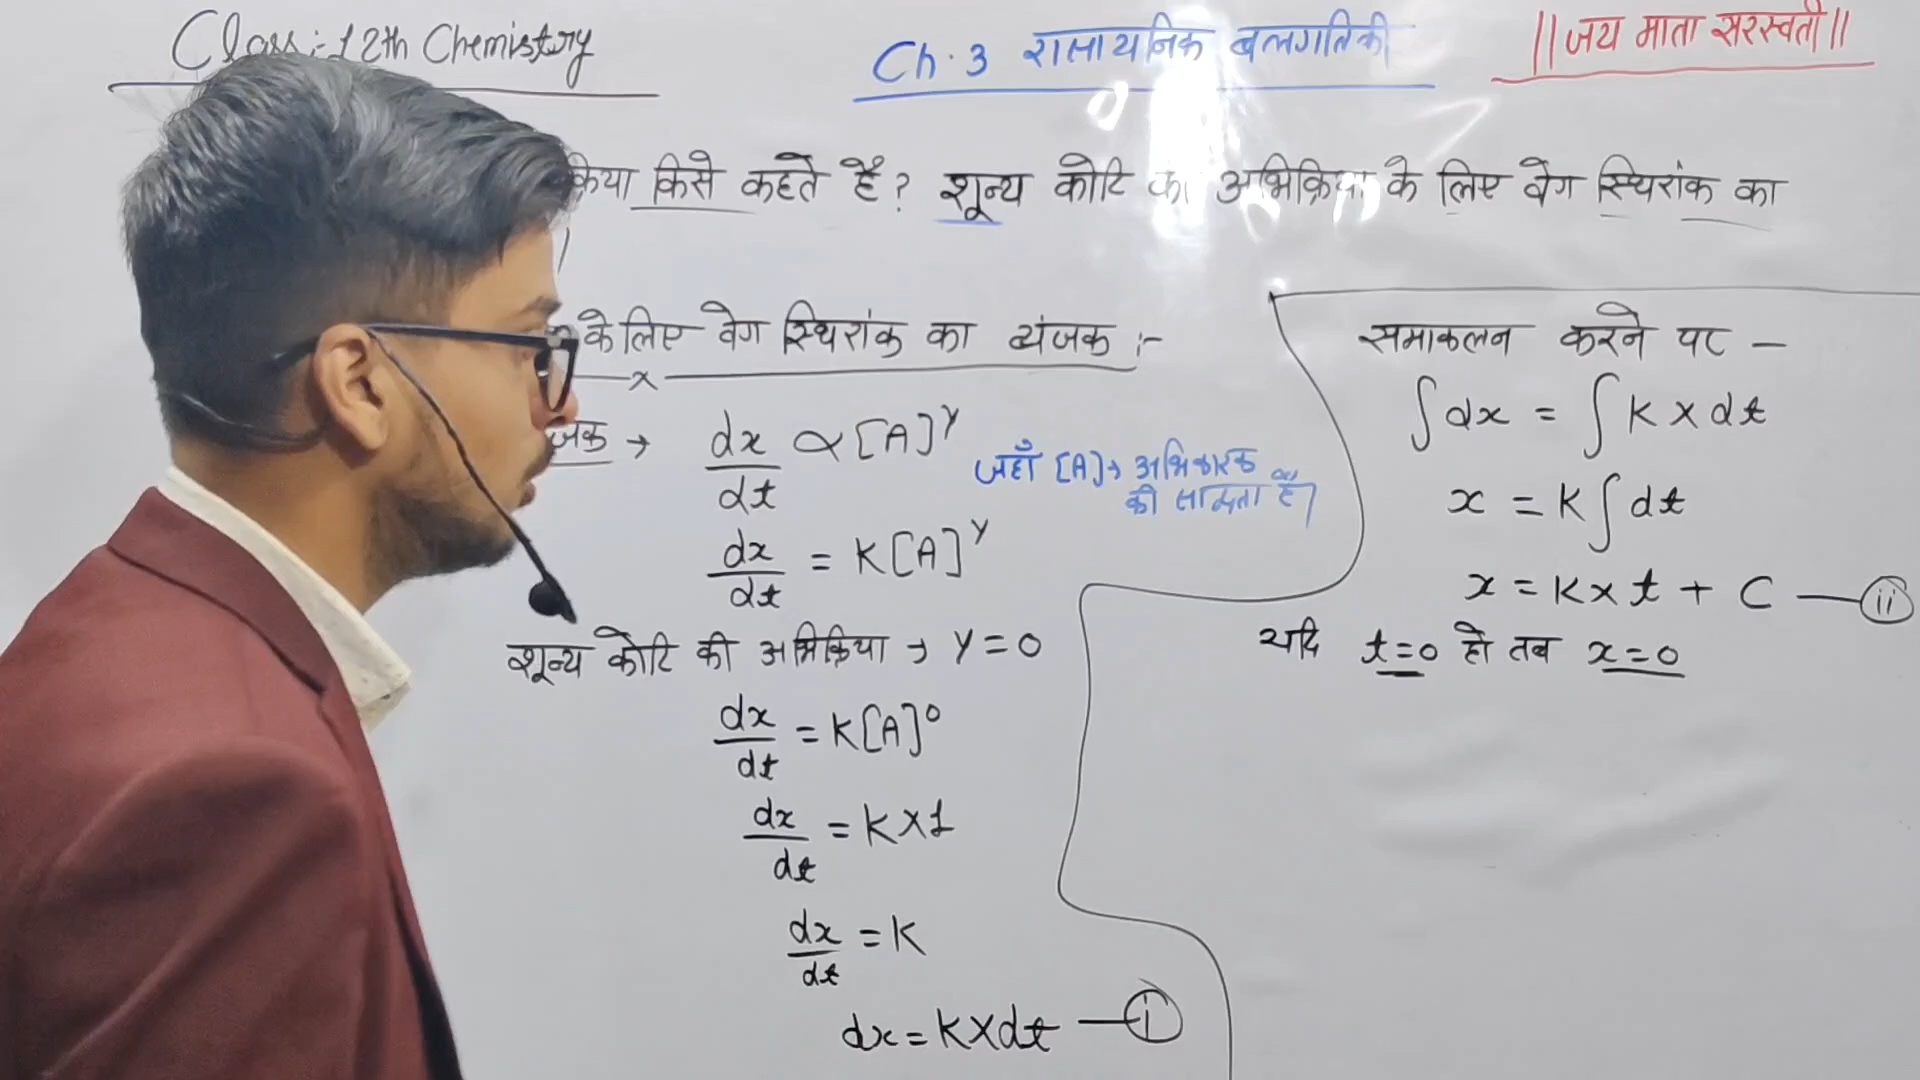 Class:- 12th Chemistry
Ch. 3 रासायनिक बलगतिकी
||जय माता सरस्वती||
क्रिया किसे कहते हैं? शून्य कोटि की अभिक्रिया के लिए वेग स्थिरांक का
के लिए वेग स्थिरांक का व्यंजक :-
x
जक → dx/dt ∝ [A]^y
जहाँ [A] → अभिकारक
की सान्द्रता है।
dx/dt = K[A]^y
शून्य कोटि की अभिक्रिया → y = 0
dx/dt = K[A]^0
dx/dt = K×1
dx/dt = K
dx = K×dt — (i)
समाकलन करने पर –
∫dx = ∫K × dt
x = K∫dt
x = K × t + C — (ii)
यदि t=0 हो तब x=0